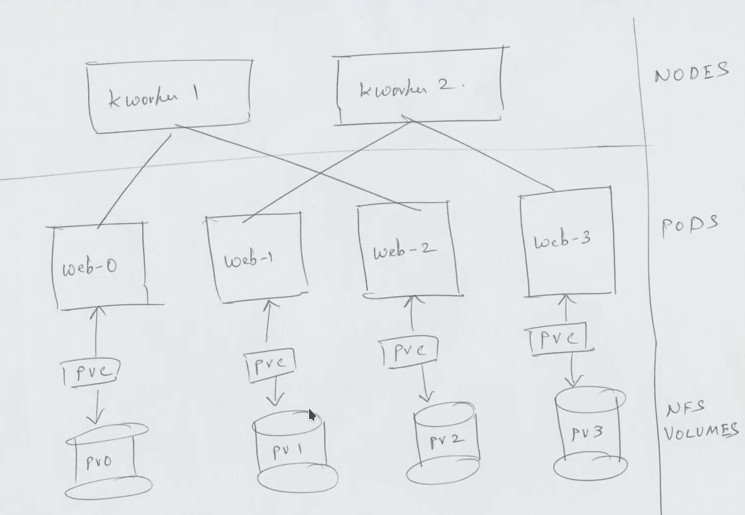 kworker 1
kworker 2.
NODES
web-0
web-1
web-2
web-3
PODS
PVC
PVC
PVC
PVC
PV0
PV1
PV2
PV3
NFS
VOLUMES